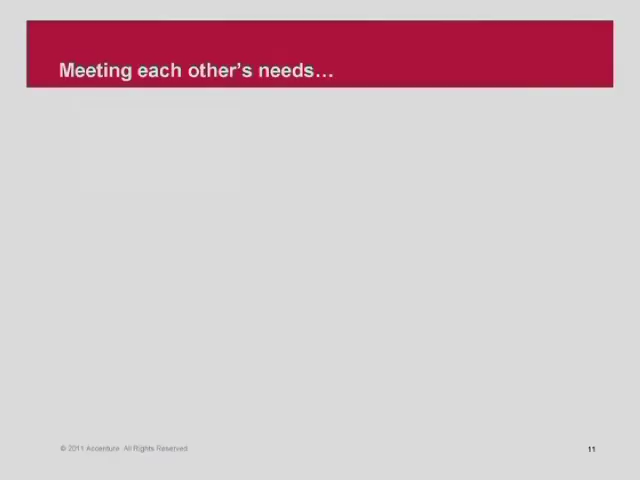 Meeting each other's needs…
© 2011 Accenture All Rights Reserved
11